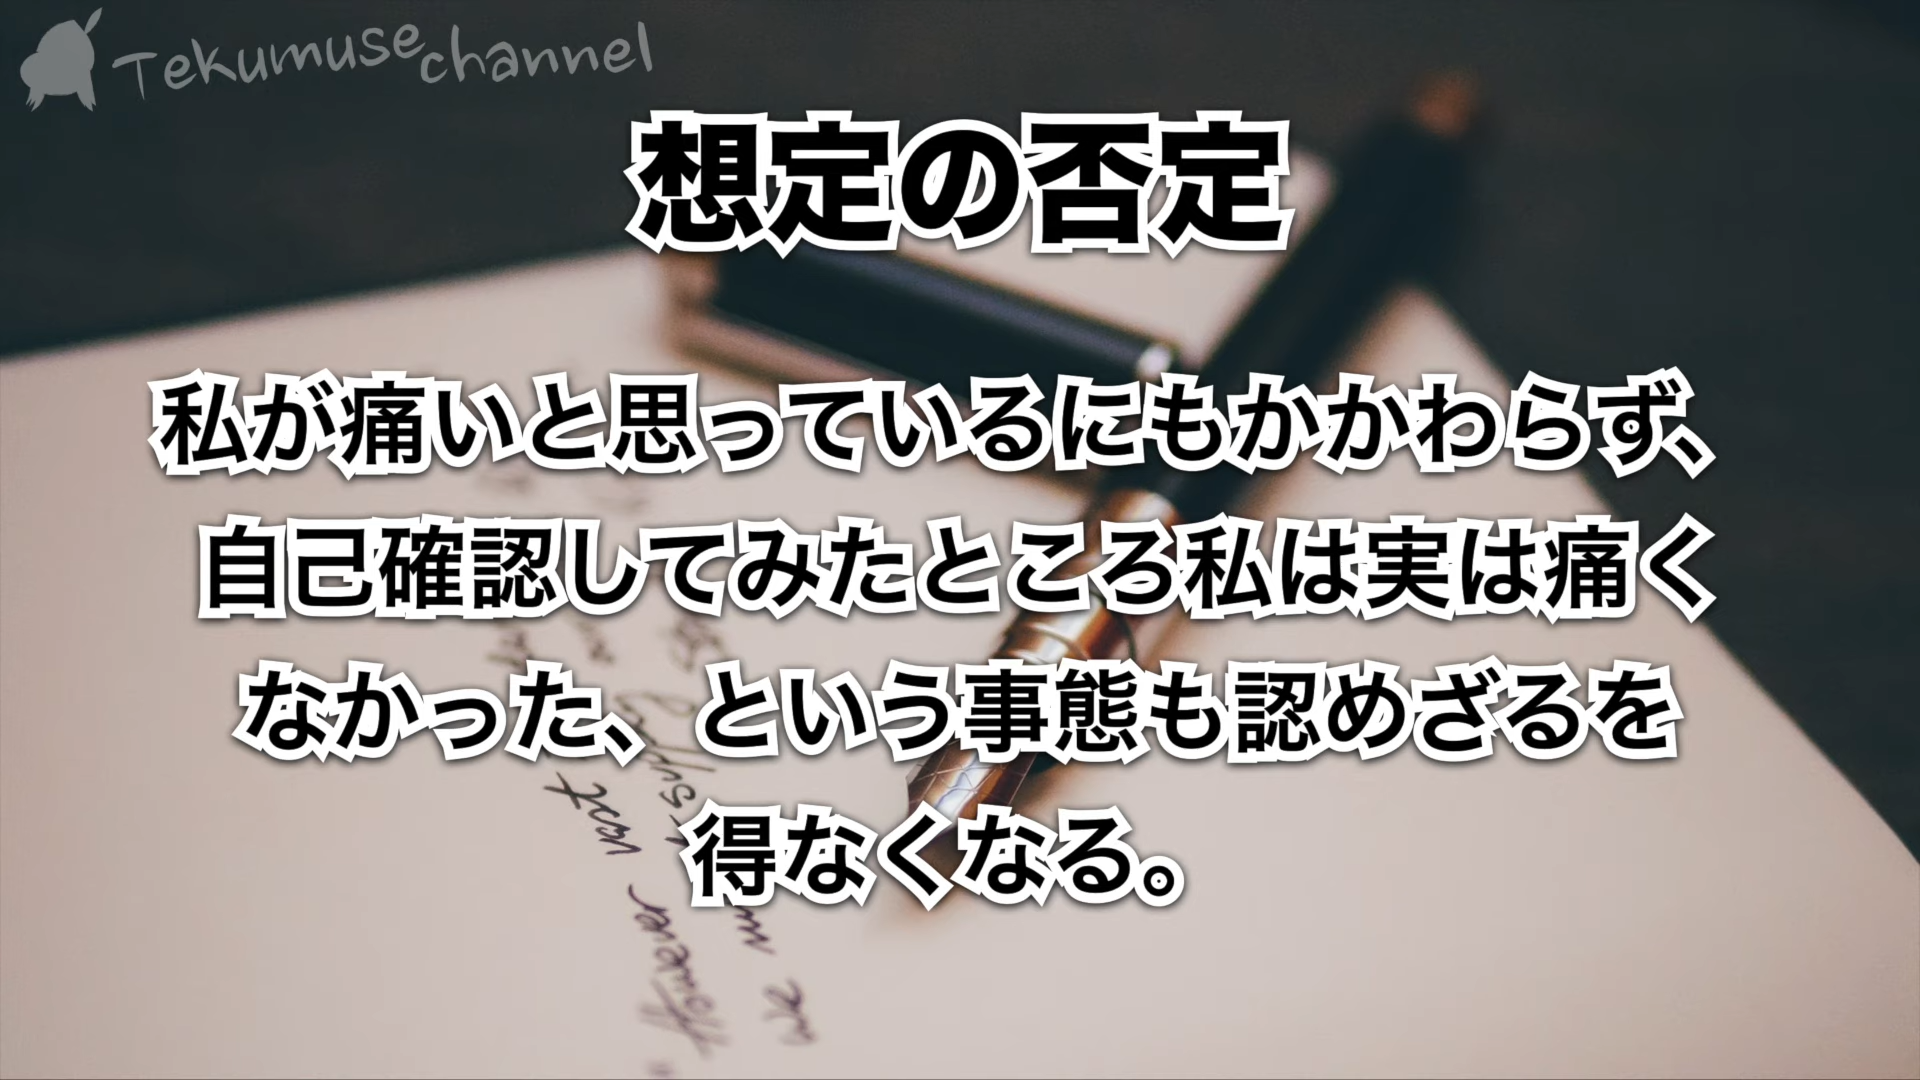 Tekumuse channel
想定の否定
私が痛いと思っているにもかかわらず、
自己確認してみたところ私は実は痛く
なかった、という事態も認めざるを
得なくなる。
However
we